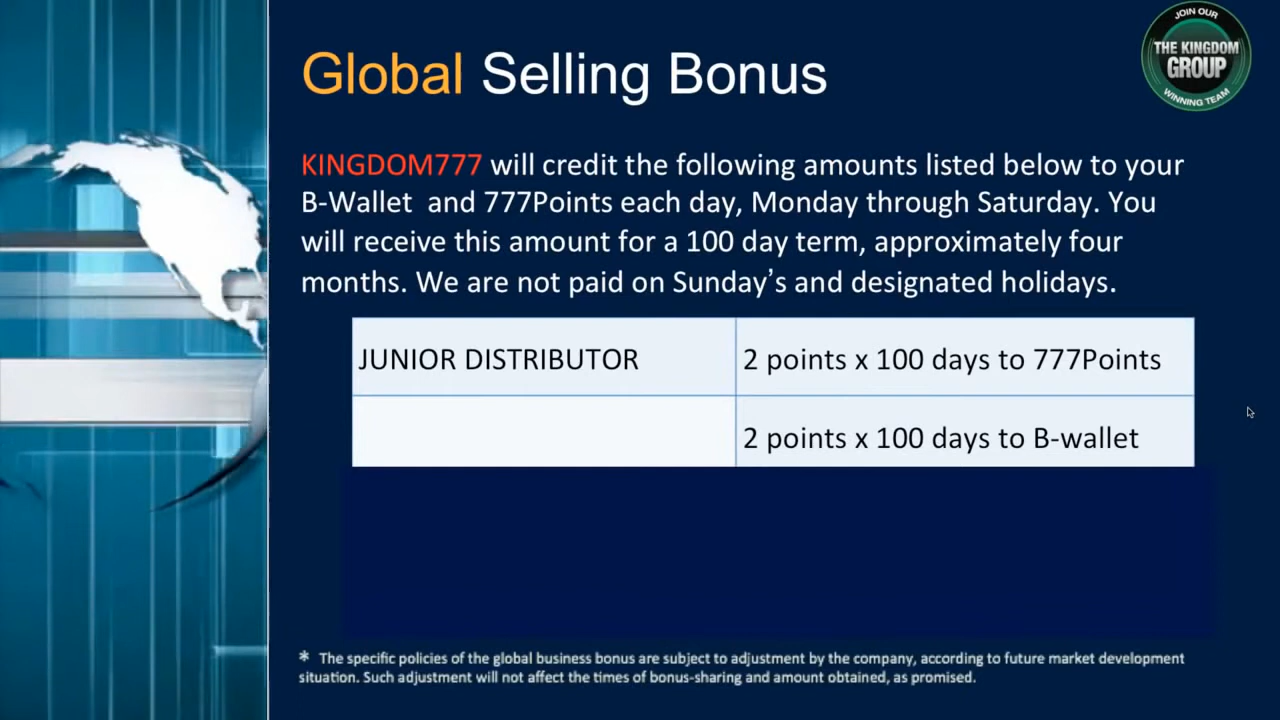 JOIN OUR
THE KINGDOM
GROUP
WINNING TEAM
Global Selling Bonus
KINGDOM777 will credit the following amounts listed below to your
B-Wallet and 777Points each day, Monday through Saturday. You
will receive this amount for a 100 day term, approximately four
months. We are not paid on Sunday's and designated holidays.
JUNIOR DISTRIBUTOR
2 points x 100 days to 777Points
2 points x 100 days to B-wallet
* The specific policies of the global business bonus are subject to adjustment by the company, according to future market development
situation. Such adjustment will not affect the times of bonus-sharing and amount obtained, as promised.